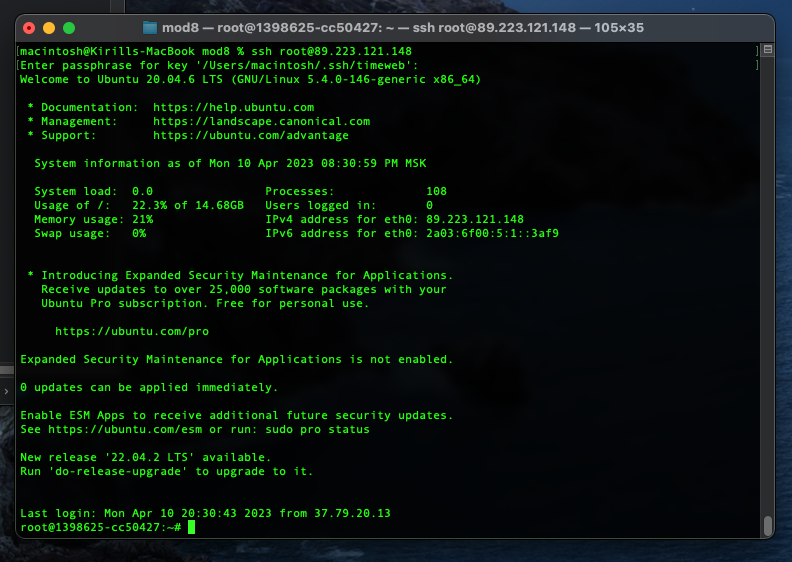 mod8 — root@1398625-cc50427: ~ — ssh root@89.223.121.148 — 105×35
[macintosh@Kirills-MacBook mod8 % ssh root@89.223.121.148 ]
[Enter passphrase for key '/Users/macintosh/.ssh/timeweb': ]
Welcome to Ubuntu 20.04.6 LTS (GNU/Linux 5.4.0-146-generic x86_64)
* Documentation:  https://help.ubuntu.com
* Management:     https://landscape.canonical.com
* Support:        https://ubuntu.com/advantage
System information as of Mon 10 Apr 2023 08:30:59 PM MSK
System load:  0.0                Processes:             108
Usage of /:   22.3% of 14.68GB   Users logged in:       0
Memory usage: 21%                IPv4 address for eth0: 89.223.121.148
Swap usage:   0%                 IPv6 address for eth0: 2a03:6f00:5:1::3af9
* Introducing Expanded Security Maintenance for Applications.
Receive updates to over 25,000 software packages with your
Ubuntu Pro subscription. Free for personal use.
https://ubuntu.com/pro
Expanded Security Maintenance for Applications is not enabled.
0 updates can be applied immediately.
Enable ESM Apps to receive additional future security updates.
See https://ubuntu.com/esm or run: sudo pro status
New release '22.04.2 LTS' available.
Run 'do-release-upgrade' to upgrade to it.
Last login: Mon Apr 10 20:30:43 2023 from 37.79.20.13
root@1398625-cc50427:~#